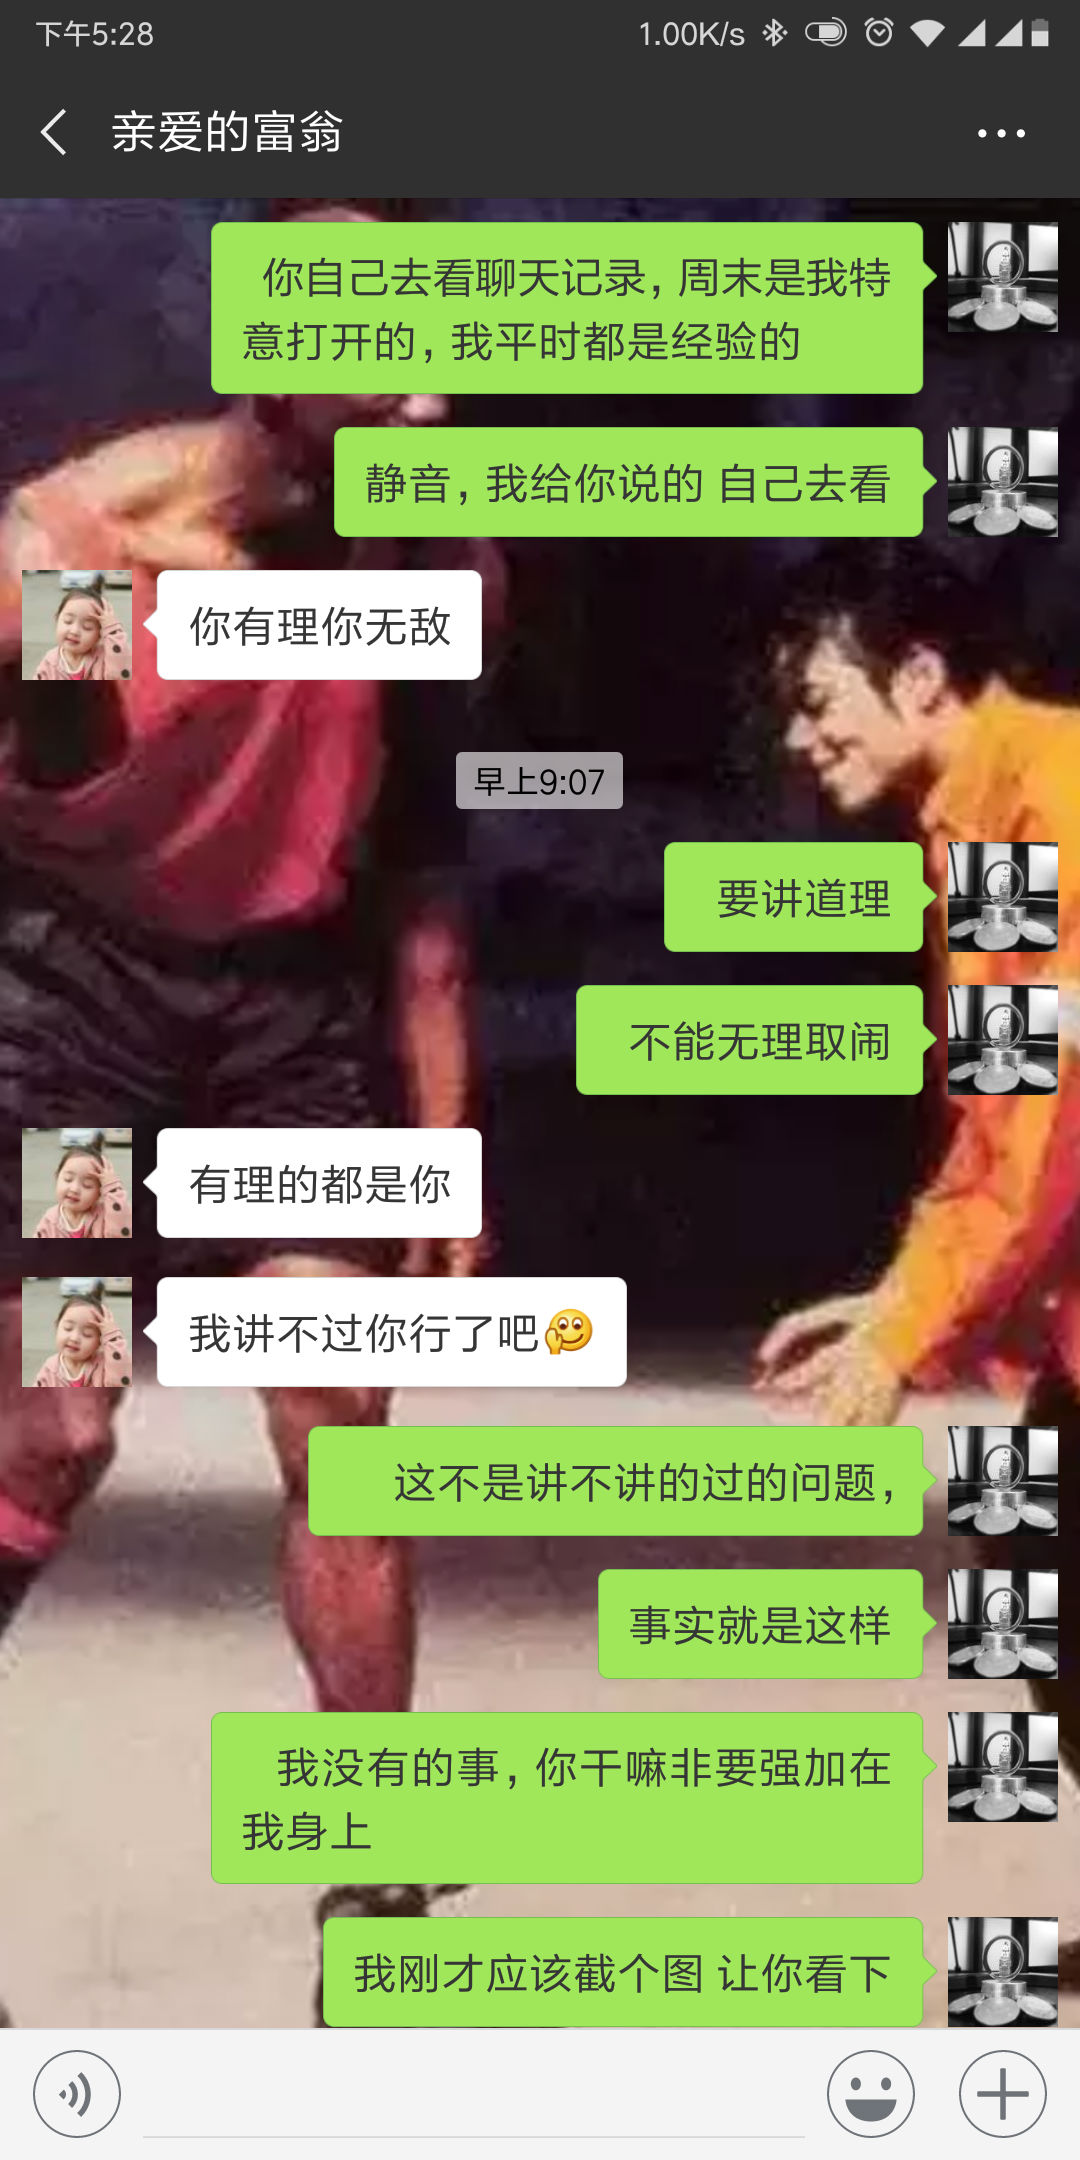 下午5:28
1.00K/s
亲爱的富翁
你自己去看聊天记录,周末是我特
意打开的,我平时都是经验的
静音,我给你说的 自己去看
你有理你无敌
早上9:07
要讲道理
不能无理取闹
有理的都是你
我讲不过你行了吧
这不是讲不讲的过的问题,
事实就是这样
我没有的事,你干嘛非要强加在
我身上
我刚才应该截个图 让你看下